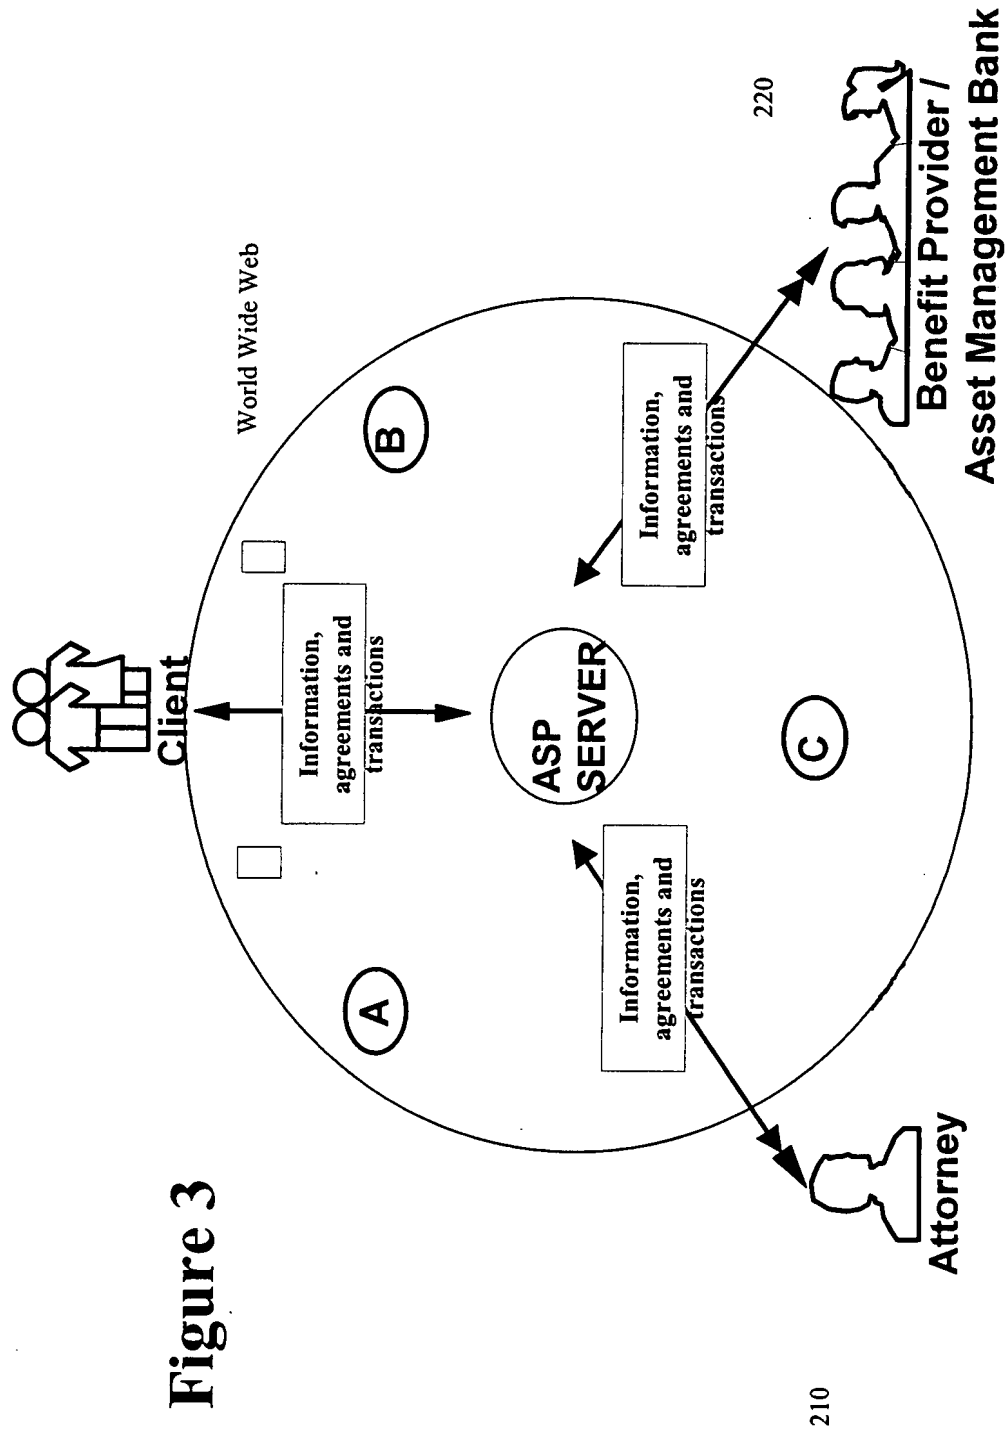 Figure 3
Client
World Wide Web
Information,
agreements and
transactions
A
B
ASP
SERVER
Information,
agreements and
transactions
Information,
agreements and
transactions
C
210
Attorney
220
Benefit Provider /
Asset Management Bank